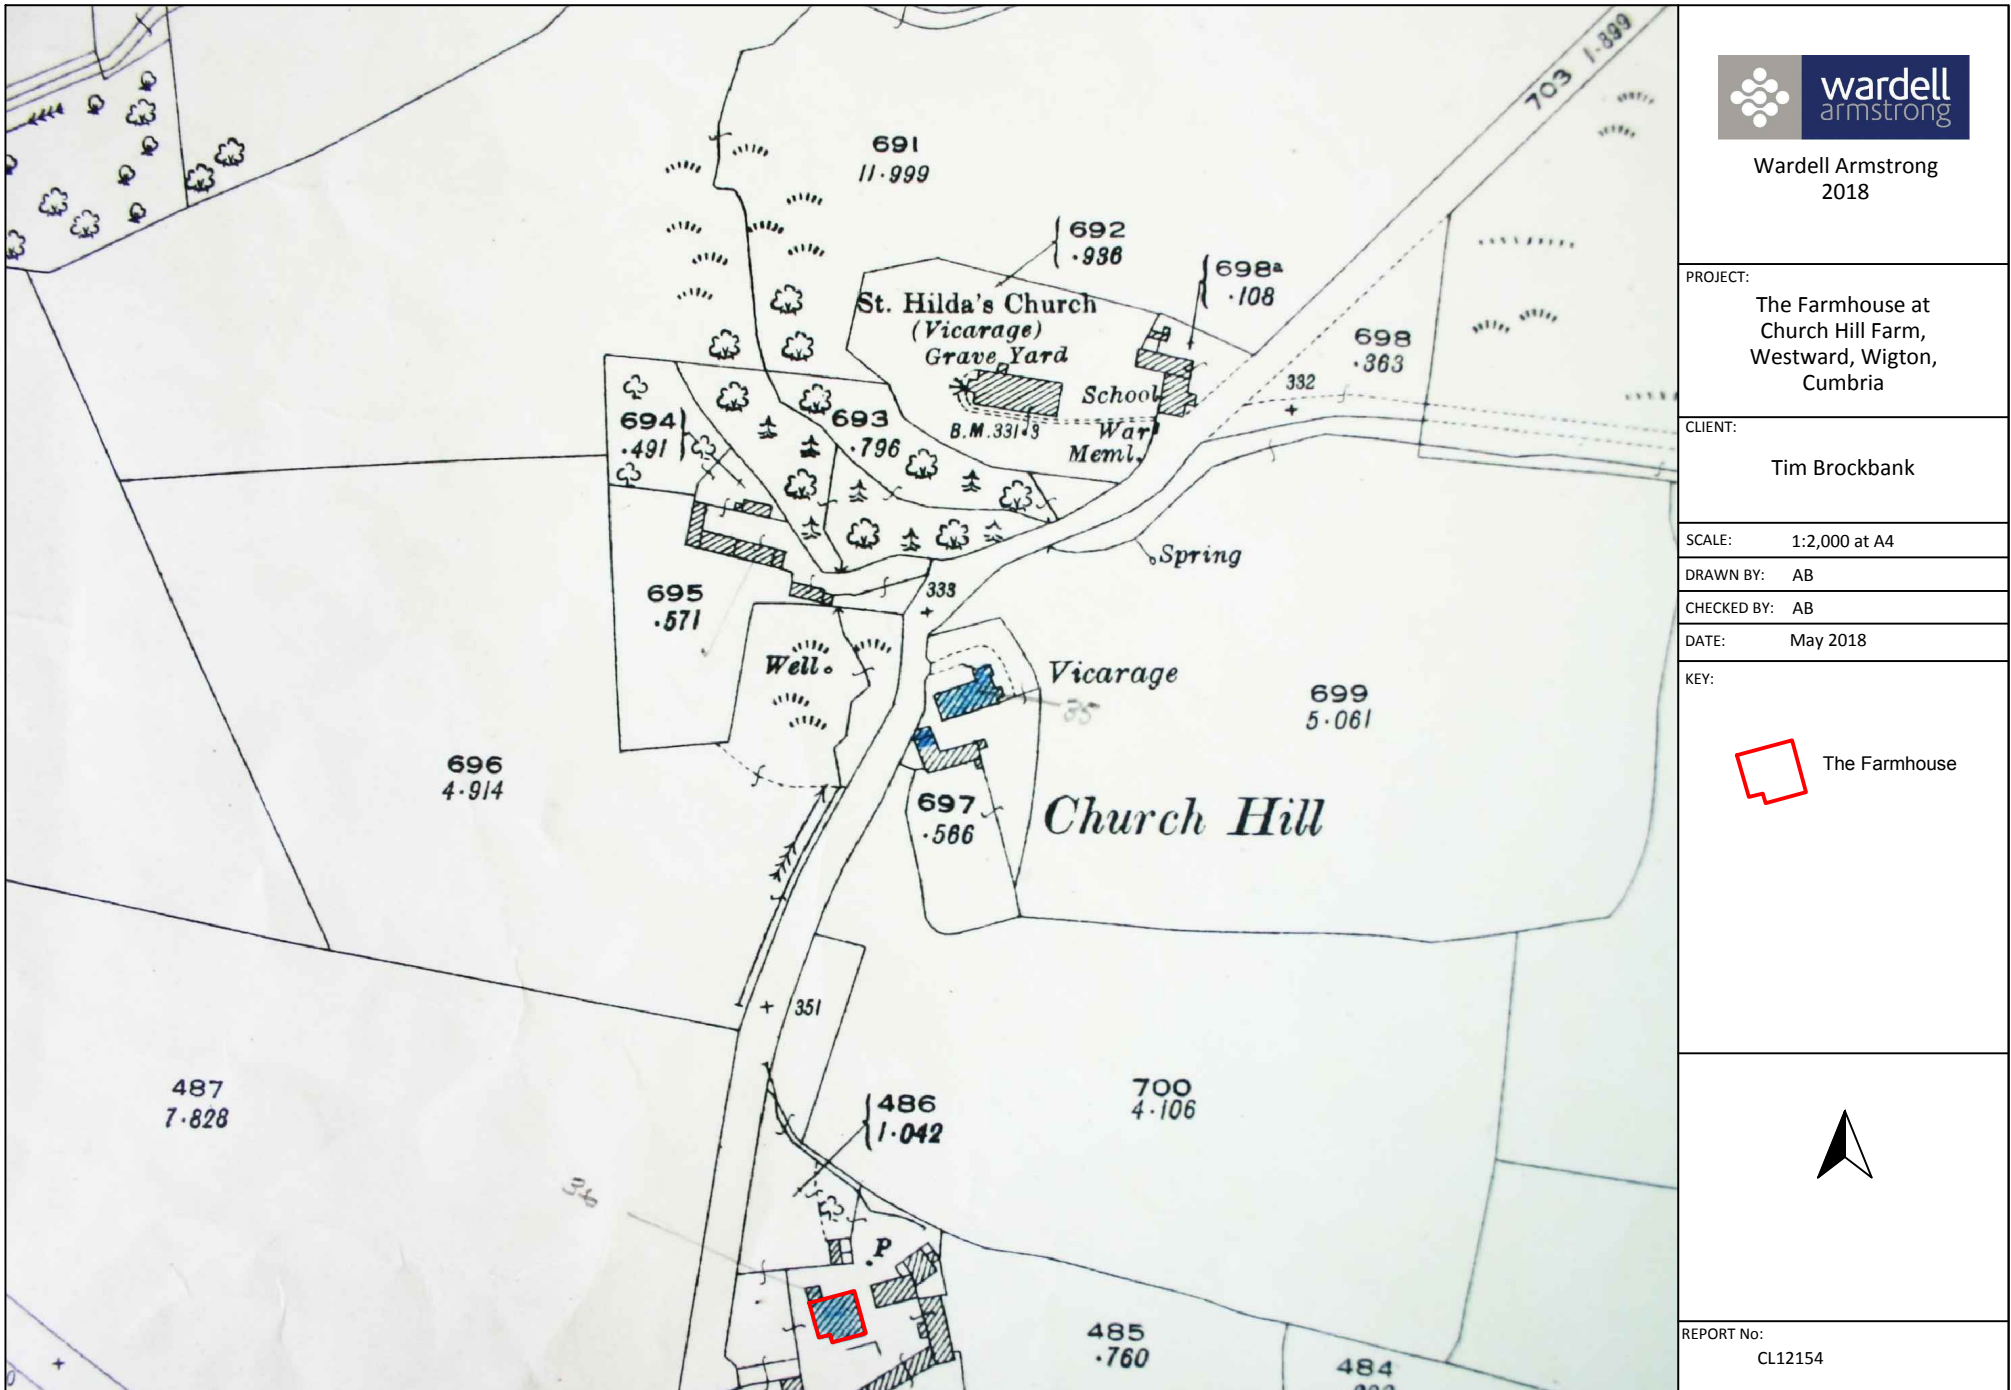 703 1·899
691
11·999
692
·936
698a
·108
St. Hilda's Church
(Vicarage)
Grave Yard
School
698
·363
332
694
·491
693
·796
B.M.331·3
War
Meml.
Spring
695
·571
333
Well
Vicarage
35
699
5·061
696
4·914
697
·566
Church Hill
351
487
7·828
486
1·042
700
4·106
36
P
485
·760
484
wardell
armstrong
Wardell Armstrong
2018
PROJECT:
The Farmhouse at
Church Hill Farm,
Westward, Wigton,
Cumbria
CLIENT:
Tim Brockbank
SCALE: 1:2,000 at A4
DRAWN BY: AB
CHECKED BY: AB
DATE: May 2018
KEY:
The Farmhouse
REPORT No:
CL12154